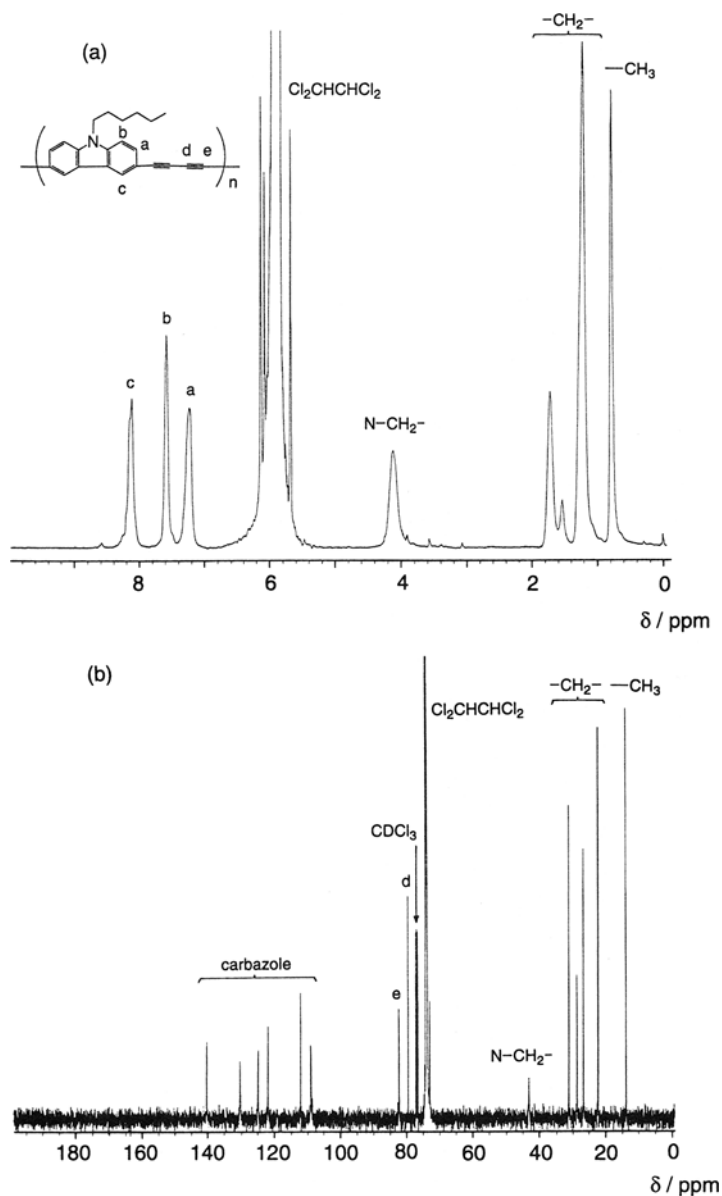 (a)
–CH₂–
—CH₃
Cl₂CHCHCl₂
N
b
a
d
e
c
n
b
c
a
N–CH₂–
8
6
4
2
0
δ / ppm
(b)
–CH₂–
—CH₃
Cl₂CHCHCl₂
CDCl₃
d
carbazole
e
N–CH₂–
180
160
140
120
100
80
60
40
20
0
δ / ppm